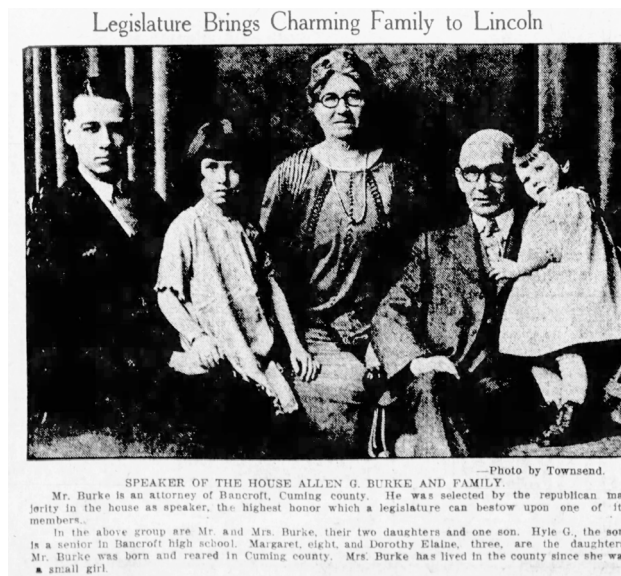 Legislature Brings Charming Family to Lincoln
—Photo by Townsend.
SPEAKER OF THE HOUSE ALLEN G. BURKE AND FAMILY.
Mr. Burke is an attorney of Bancroft, Cuming county. He was selected by the republican ma
jority in the house as speaker, the highest honor which a legislature can bestow upon one of it
members..
In the above group are Mr. and Mrs. Burke, their two daughters and one son. Hyle G., the son
is a senior in Bancroft high school. Margaret, eight, and Dorothy Elaine, three, are the daughter
Mr. Burke was born and reared in Cuming county. Mrs. Burke has lived in the county since she wa
a small girl.